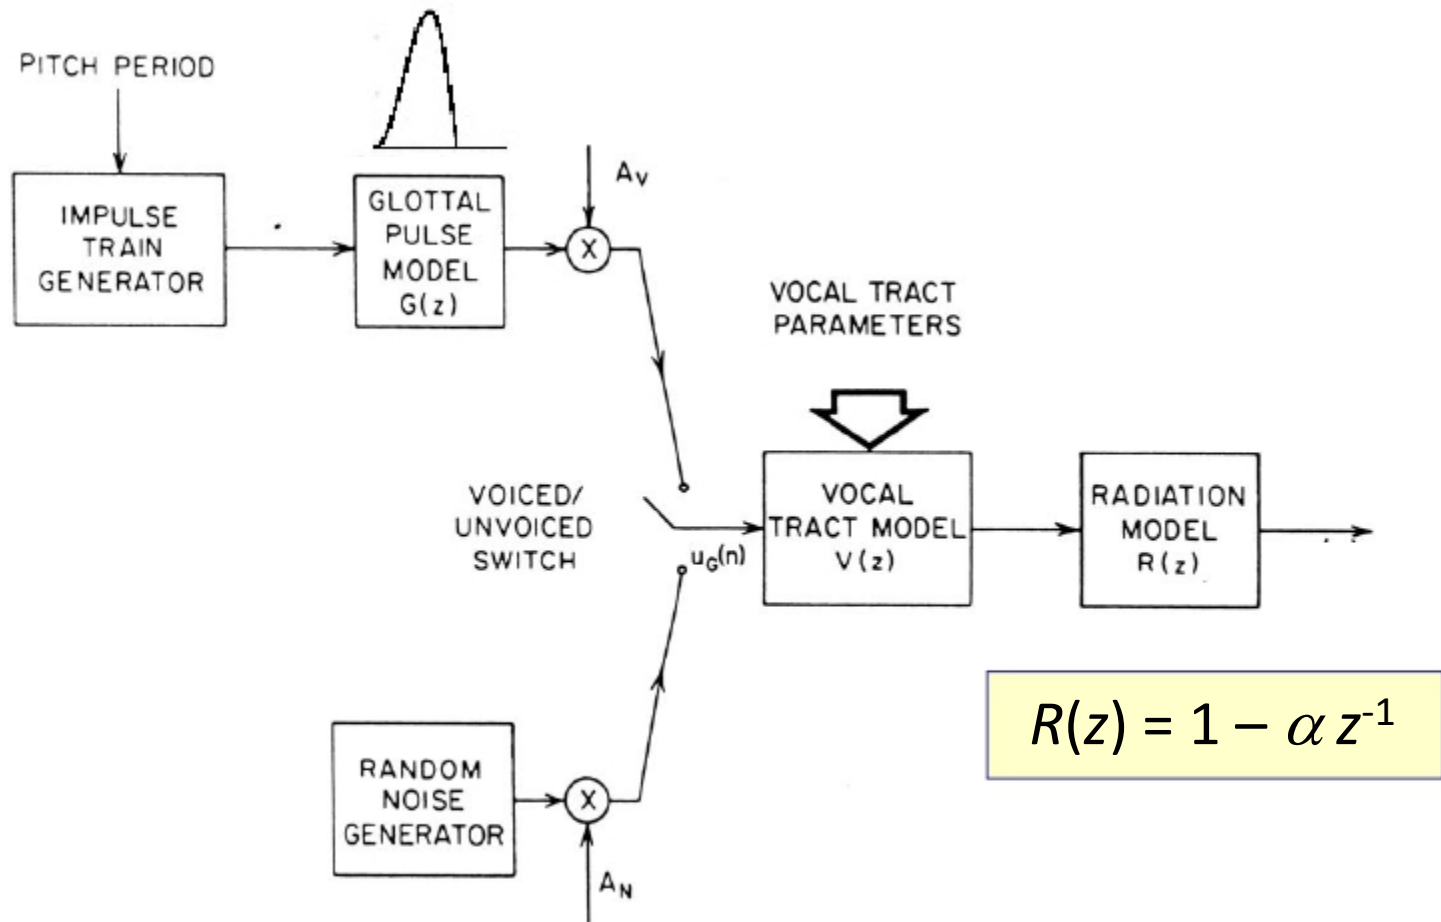 PITCH PERIOD
IMPULSE
TRAIN
GENERATOR
GLOTTAL
PULSE
MODEL
G(z)
A_V
X
VOCAL TRACT
PARAMETERS
VOICED/
UNVOICED
SWITCH
u_G(n)
VOCAL
TRACT MODEL
V(z)
RADIATION
MODEL
R(z)
R(z) = 1 – α z^-1
RANDOM
NOISE
GENERATOR
X
A_N